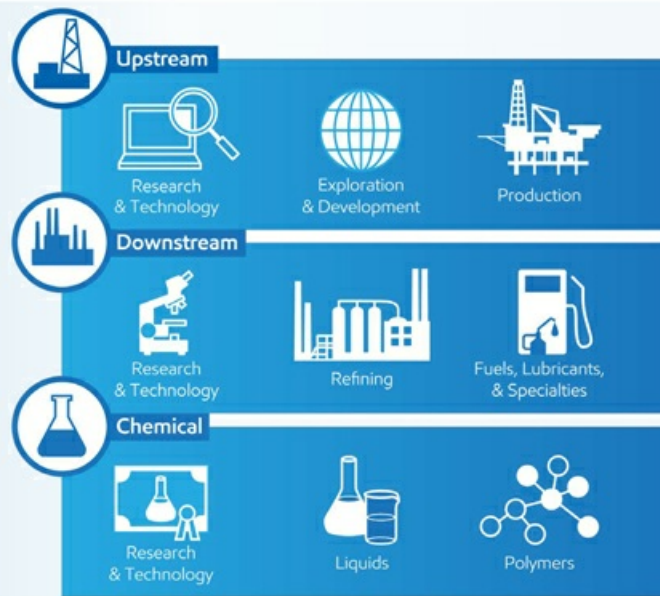 Upstream
Research
& Technology
Exploration
& Development
Production
Downstream
Research
& Technology
Refining
Fuels, Lubricants,
& Specialties
Chemical
Research
& Technology
Liquids
Polymers